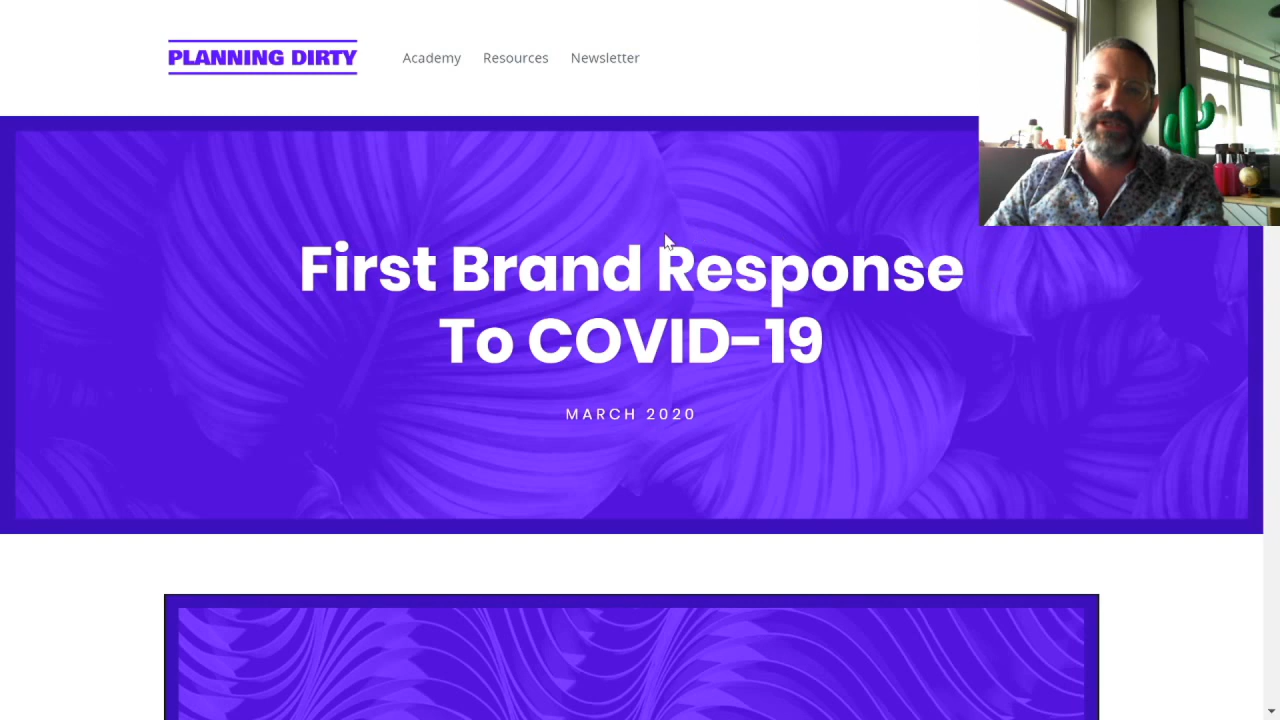 PLANNING DIRTY
Academy Resources Newsletter
First Brand Response
To COVID-19
MARCH 2020